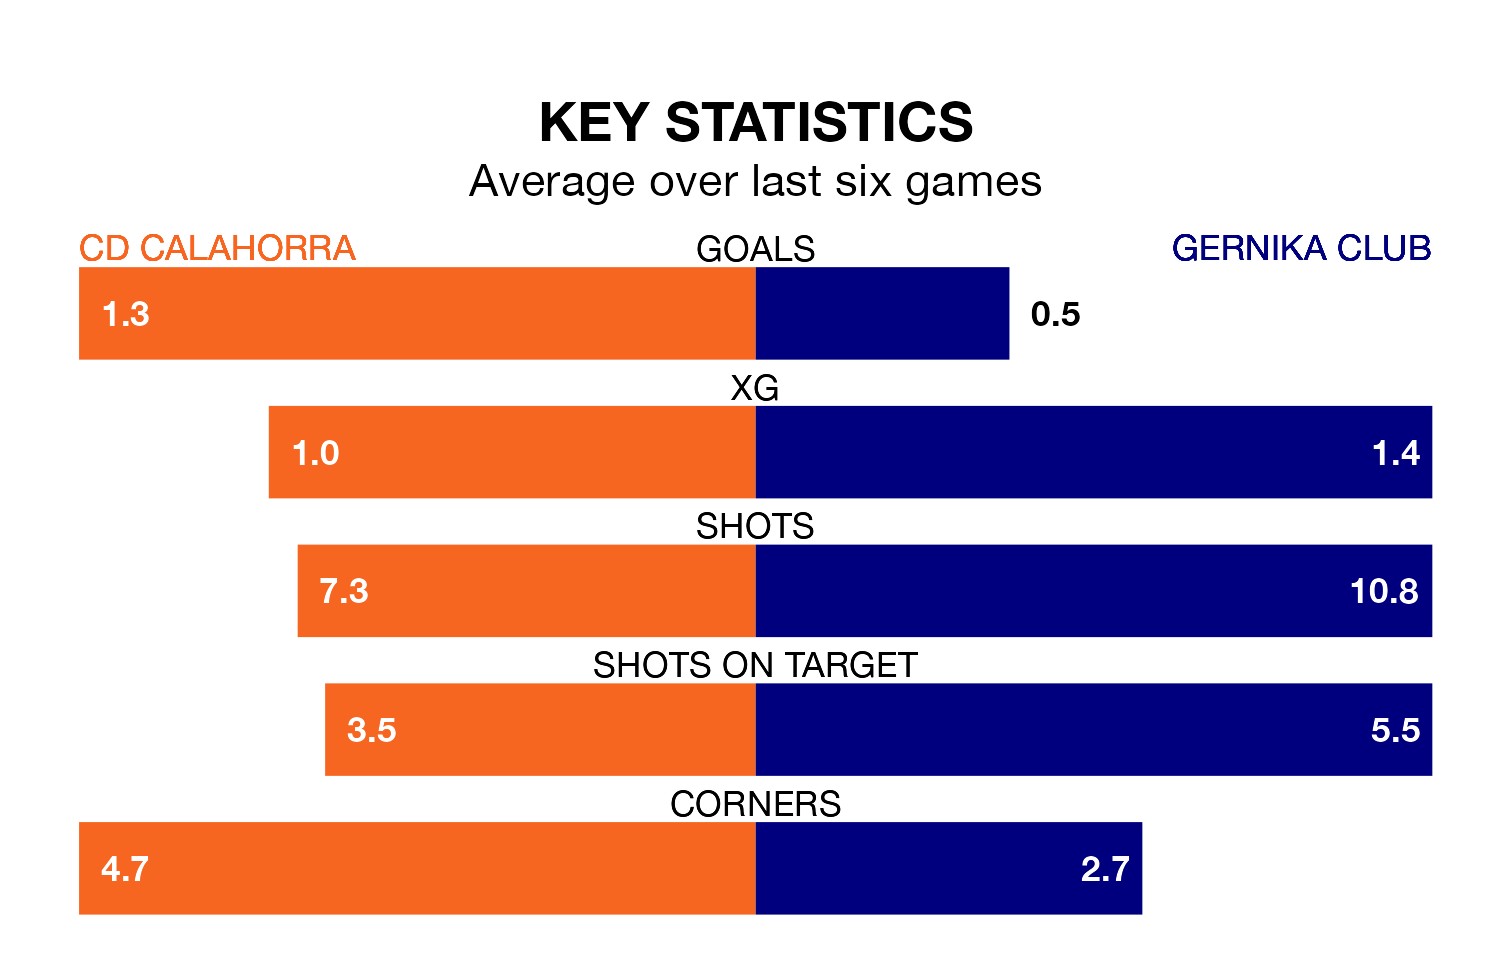 KEY STATISTICS
Average over last six games
CD CALAHORRA GOALS GERNIKA CLUB
1.3 0.5
XG
1.0 1.4
SHOTS
7.3 10.8
SHOTS ON TARGET
3.5 5.5
CORNERS
4.7 2.7